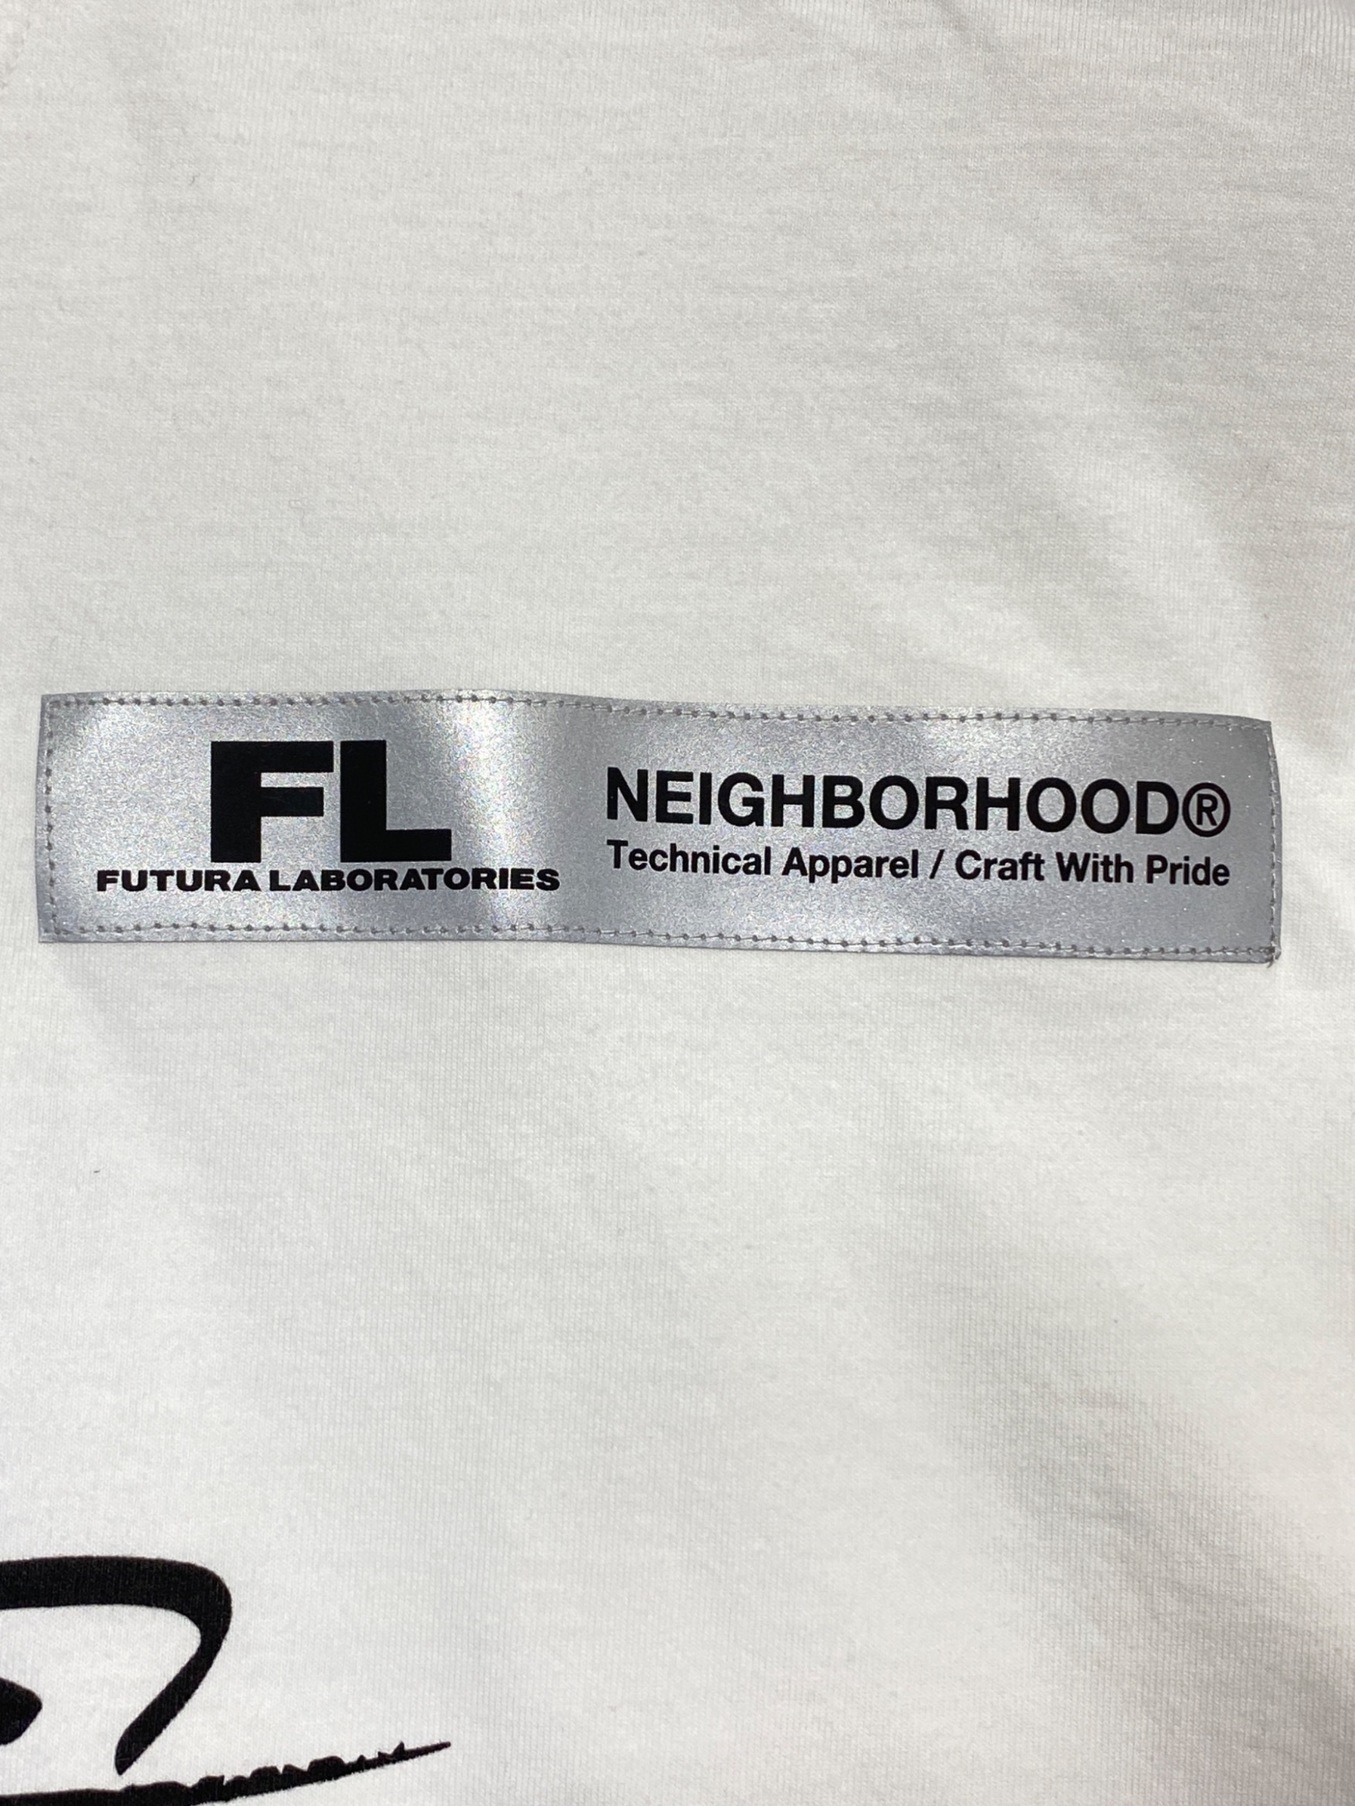 FL
FUTURA LABORATORIES
NEIGHBORHOOD®
Technical Apparel / Craft With Pride